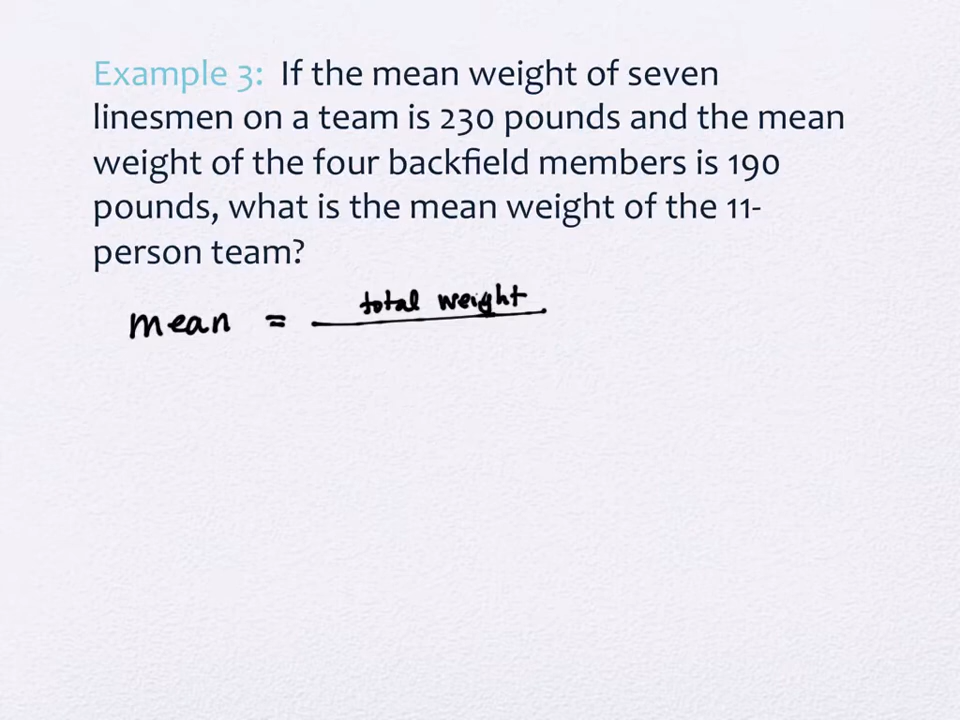 Example 3: If the mean weight of seven
linesmen on a team is 230 pounds and the mean
weight of the four backfield members is 190
pounds, what is the mean weight of the 11-
person team?
total weight
mean =